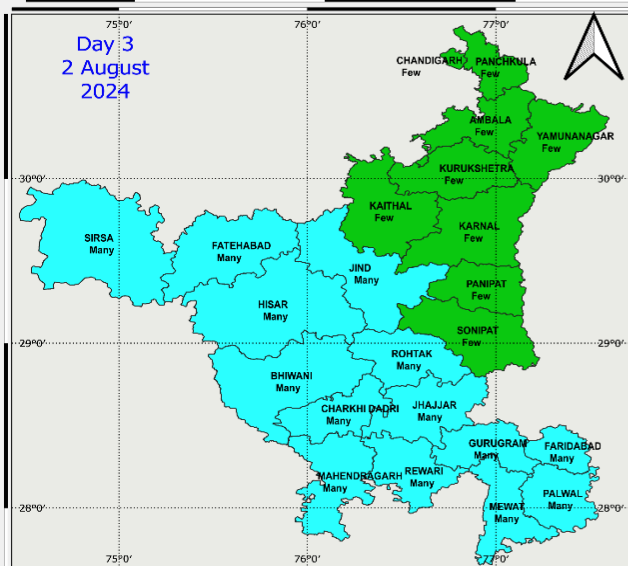 75°0'
76°0'
77°0'
Day 3
2 August
2024
CHANDIGARH
Few
PANCHKULA
Few
AMBALA
Few
YAMUNANAGAR
Few
KURUKSHETRA
Few
30°0'
30°0'
KAITHAL
Few
KARNAL
Few
SIRSA
Many
FATEHABAD
Many
JIND
Many
PANIPAT
Few
HISAR
Many
SONIPAT
Few
29°0'
29°0'
ROHTAK
Many
BHIWANI
Many
CHARKHI DADRI
Many
JHAJJAR
Many
GURUGRAM
Many
FARIDABAD
Many
MAHENDRAGARH
Many
REWARI
Many
PALWAL
Many
MEWAT
Many
28°0'
28°0'
75°0'
76°0'
77°0'